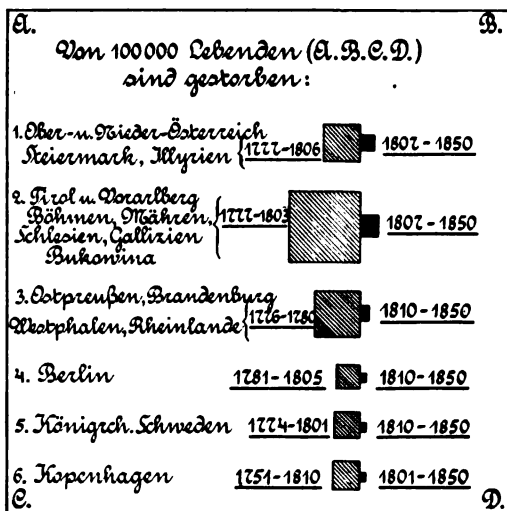 A. B.
Von 100000 Lebenden (A.B.C.D.)
sind gestorben:
1. Ober- u. Nieder-Österreich
Steiermark, Illyrien { 1777-1806 1807-1850
2. Tirol u. Vorarlberg
Böhmen, Mähren, { 1777-1803 1807-1850
Schlesien, Gallizien
Bukowina
3. Ostpreußen, Brandenburg
Westphalen, Rheinlande { 1776-1780 1810-1850
4. Berlin 1781-1805 1810-1850
5. Königrch. Schweden 1774-1801 1810-1850
6. Kopenhagen 1751-1810 1801-1850
C. D.